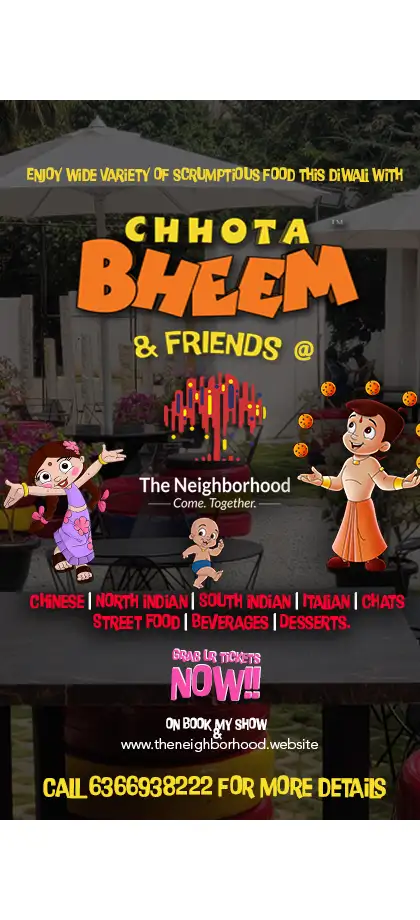 ENJOY WIDE VARIETY OF SCRUMPTIOUS FOOD THIS DIWALI WITH
CHHOTA
BHEEM
TM
& FRIENDS @
The Neighborhood
Come. Together.
CHINESE | NORTH INDIAN | SOUTH INDIAN | ITALIAN | CHATS
STREET FOOD | BEVERAGES | DESSERTS.
GRAB UR TICKETS
NOW!!
ON BOOK MY SHOW
&
www.theneighborhood.website
CALL 6366938222 FOR MORE DETAILS